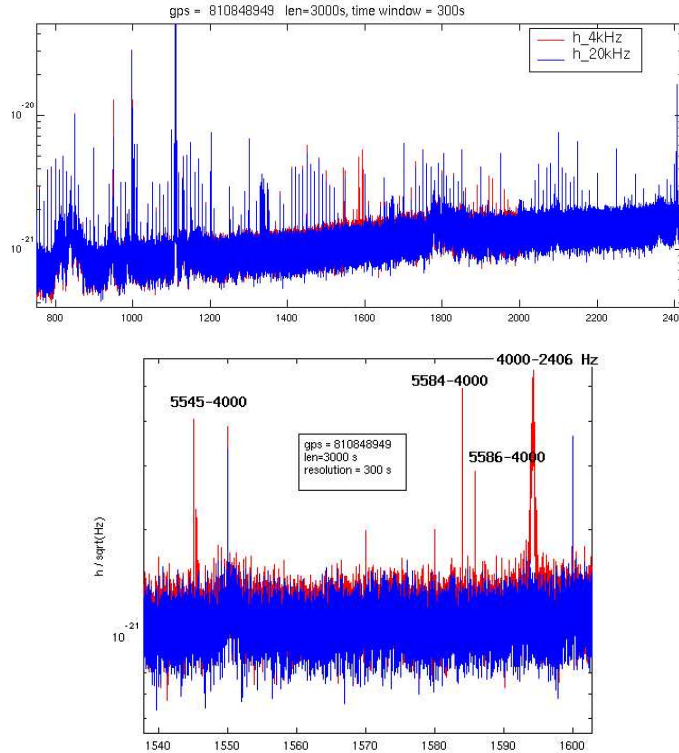 gps = 810848949 len=3000s, time window = 300s
h_4kHz
h_20kHz
10^-20
10^-21
800 1000 1200 1400 1600 1800 2000 2200 240
4000-2406 Hz
5584-4000
5545-4000
gps = 810848949
len=3000 s
resolution = 300 s
5586-4000
h / sqrt(Hz)
10^-21
1540 1550 1560 1570 1580 1590 1600